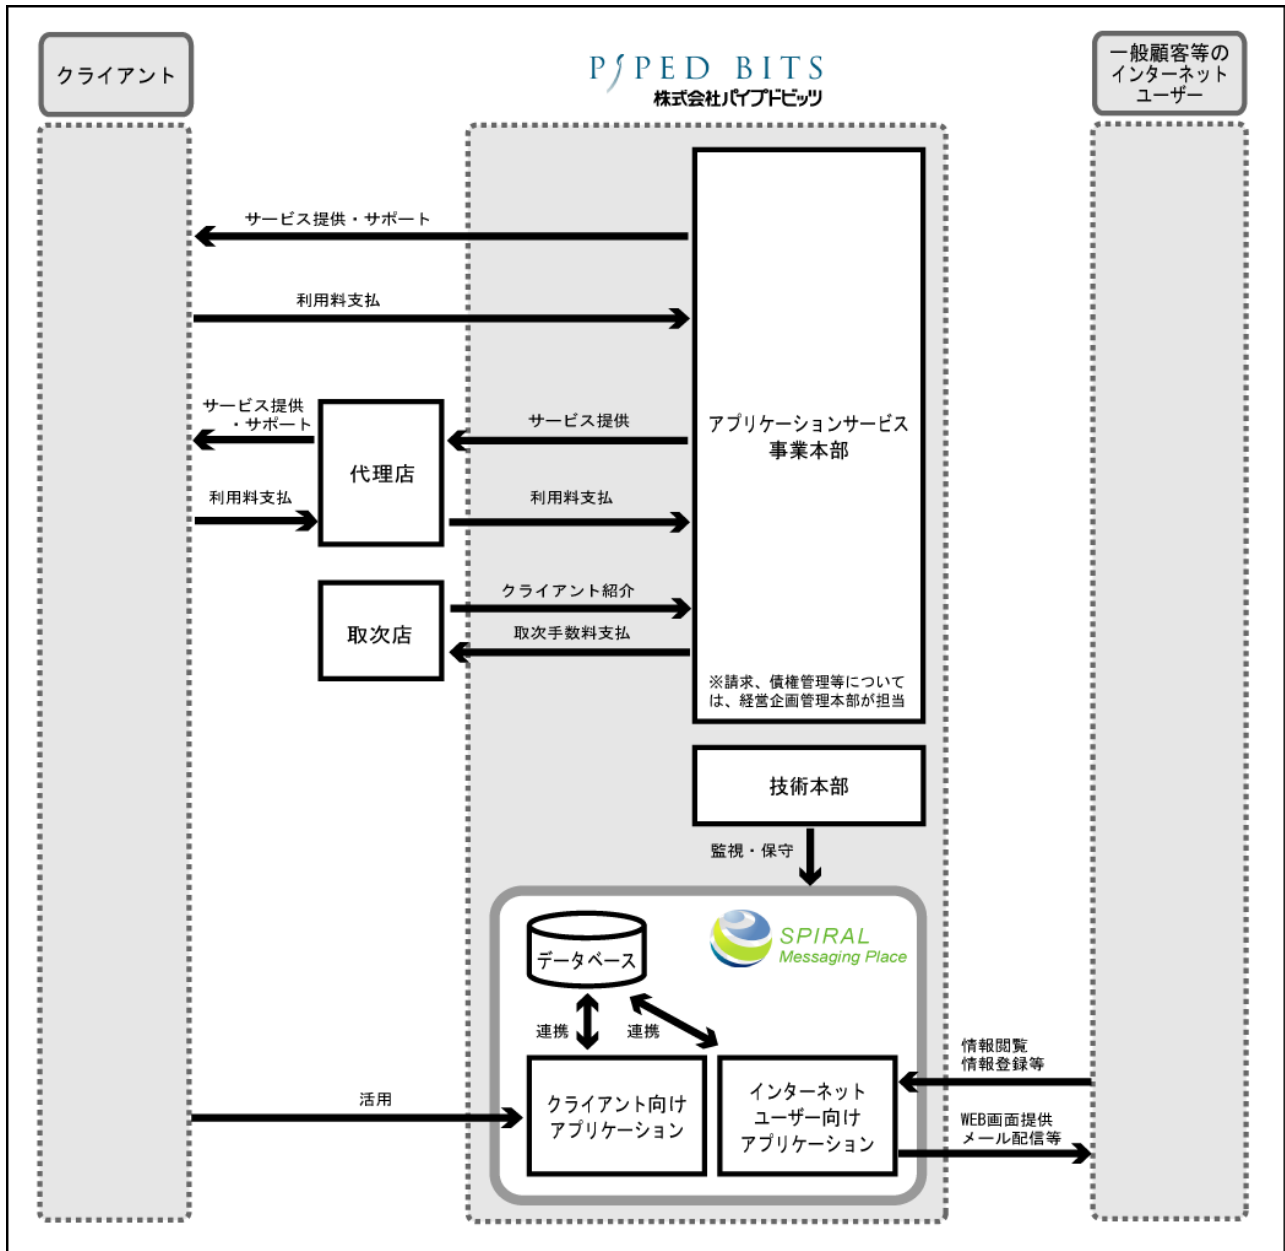 クライアント
PIPED BITS
株式会社パイプドビッツ
一般顧客等の
インターネット
ユーザー
サービス提供・サポート
利用料支払
サービス提供
・サポート
代理店
サービス提供
利用料支払
利用料支払
アプリケーションサービス
事業本部
取次店
クライアント紹介
取次手数料支払
※請求、債権管理等について
は、経営企画管理本部が担当
技術本部
監視・保守
データベース
SPIRAL
Messaging Place
連携
連携
クライアント向け
アプリケーション
インターネット
ユーザー向け
アプリケーション
活用
情報閲覧
情報登録等
WEB画面提供
メール配信等